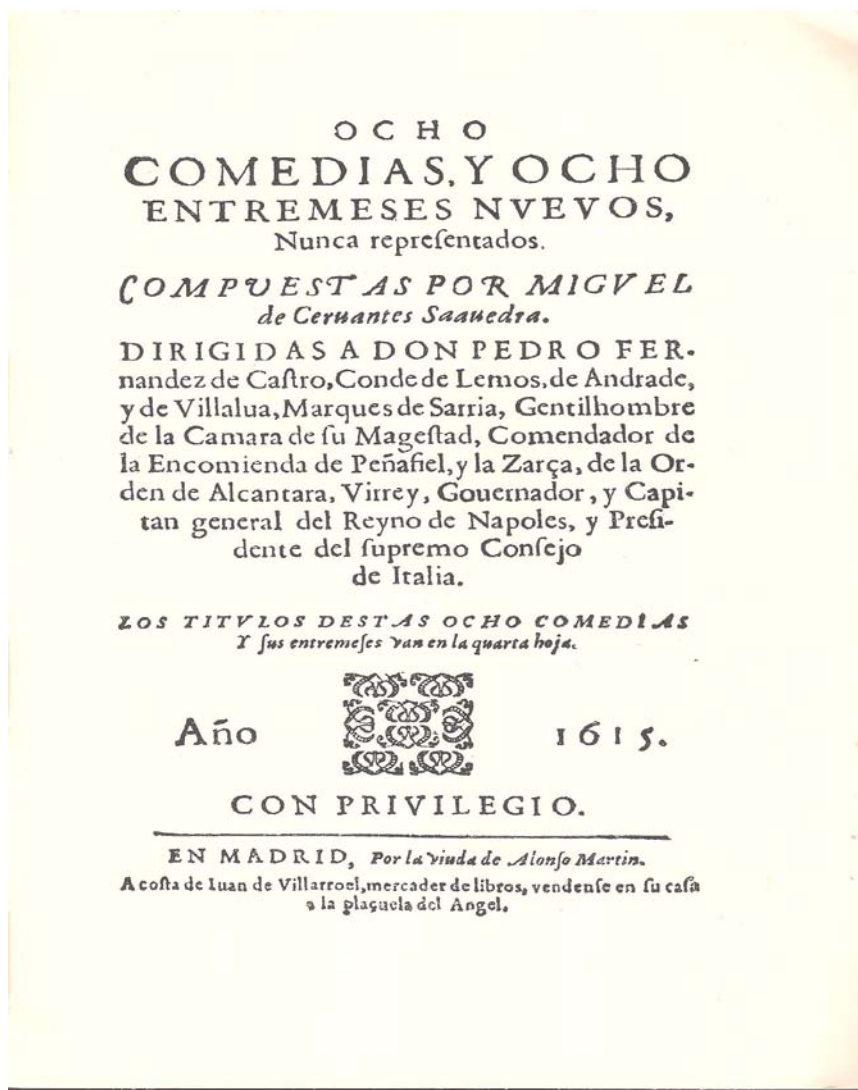 OCHO
COMEDIAS, Y OCHO
ENTREMESES NVEVOS,
Nunca repreſentados.
COMPVESTAS POR MIGVEL
de Ceruantes Saauedra.
DIRIGIDAS A DON PEDRO FER-
nandez de Caſtro, Conde de Lemos, de Andrade,
y de Villalua, Marques de Sarria, Gentilhombre
de la Camara de ſu Mageſtad, Comendador de
la Encomienda de Peñafiel, y la Zarça, de la Or-
den de Alcantara, Virrey, Gouernador, y Capi-
tan general del Reyno de Napoles, y Preſi-
dente del ſupremo Conſejo
de Italia.
LOS TITVLOS DESTAS OCHO COMEDIAS
Y ſus entremeſes van en la quarta hoja.
Año 1615.
CON PRIVILEGIO.
EN MADRID, Por la viuda de Alonſo Martin.
A coſta de Iuan de Villarroel, mercader de libros, vendenſe en ſu caſa
a la plaçuela del Angel.